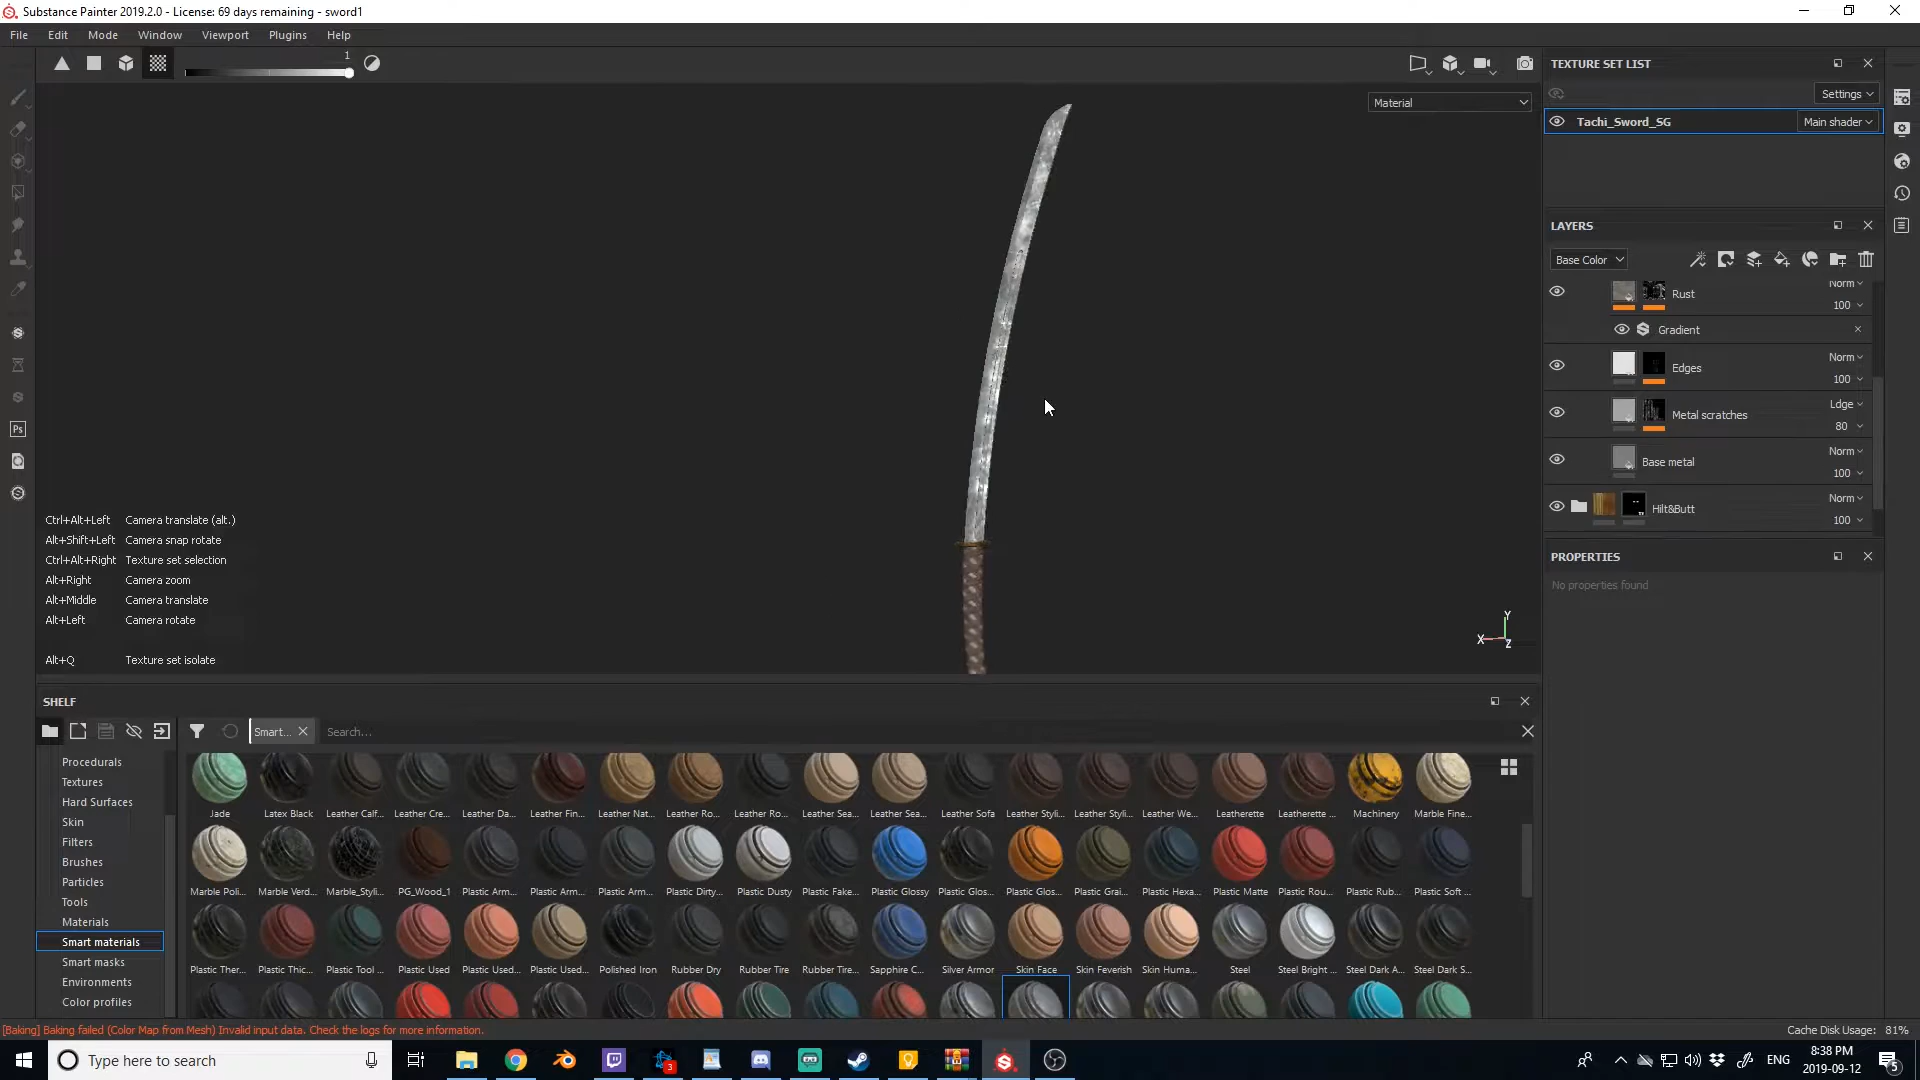 Substance Painter 2019.2.0 - License: 69 days remaining - sword1
File Edit Mode Window Viewport Plugins Help
1
Material
TEXTURE SET LIST
Settings
Tachi_Sword_SG Main shader
LAYERS
Base Color
Norm
Rust
100
Gradient
Norm
Edges
100
Ldge
Metal scratches
80
Norm
Base metal
100
Norm
Hilt&Butt
100
PROPERTIES
No properties found
Ctrl+Alt+Left Camera translate (alt.)
Alt+Shift+Left Camera snap rotate
Ctrl+Alt+Right Texture set selection
Alt+Right Camera zoom
Alt+Middle Camera translate
Alt+Left Camera rotate
Alt+Q Texture set isolate
Y
X
Z
SHELF
Smart... Search...
Procedurals
Textures
Hard Surfaces
Skin
Filters
Brushes
Particles
Tools
Materials
Smart materials
Smart masks
Environments
Color profiles
Jade Latex Black Leather Calf... Leather Cre... Leather Da... Leather Fin... Leather Nat... Leather Ro... Leather Ro... Leather Sea... Leather Sea... Leather Sofa Leather Styli... Leather Styli... Leather We... Leatherette Leatherette ... Machinery Marble Fine...
Marble Poli... Marble Verd... Marble_Styli... PG_Wood_1 Plastic Arm... Plastic Arm... Plastic Arm... Plastic Dirty... Plastic Dusty Plastic Fake... Plastic Glossy Plastic Glos... Plastic Glos... Plastic Grai... Plastic Hexa... Plastic Matte Plastic Rou... Plastic Rub... Plastic Soft ...
Plastic Ther... Plastic Thic... Plastic Tool ... Plastic Used Plastic Used... Plastic Used... Polished Iron Rubber Dry Rubber Tire Rubber Tire... Sapphire C... Silver Armor Skin Face Skin Feverish Skin Huma... Steel Steel Bright ... Steel Dark A... Steel Dark S...
[Baking] Baking failed (Color Map from Mesh) Invalid input data. Check the logs for more information.
Cache Disk Usage: 81%
Type here to search
3
ENG
8:38 PM
2019-09-12
5
Ps